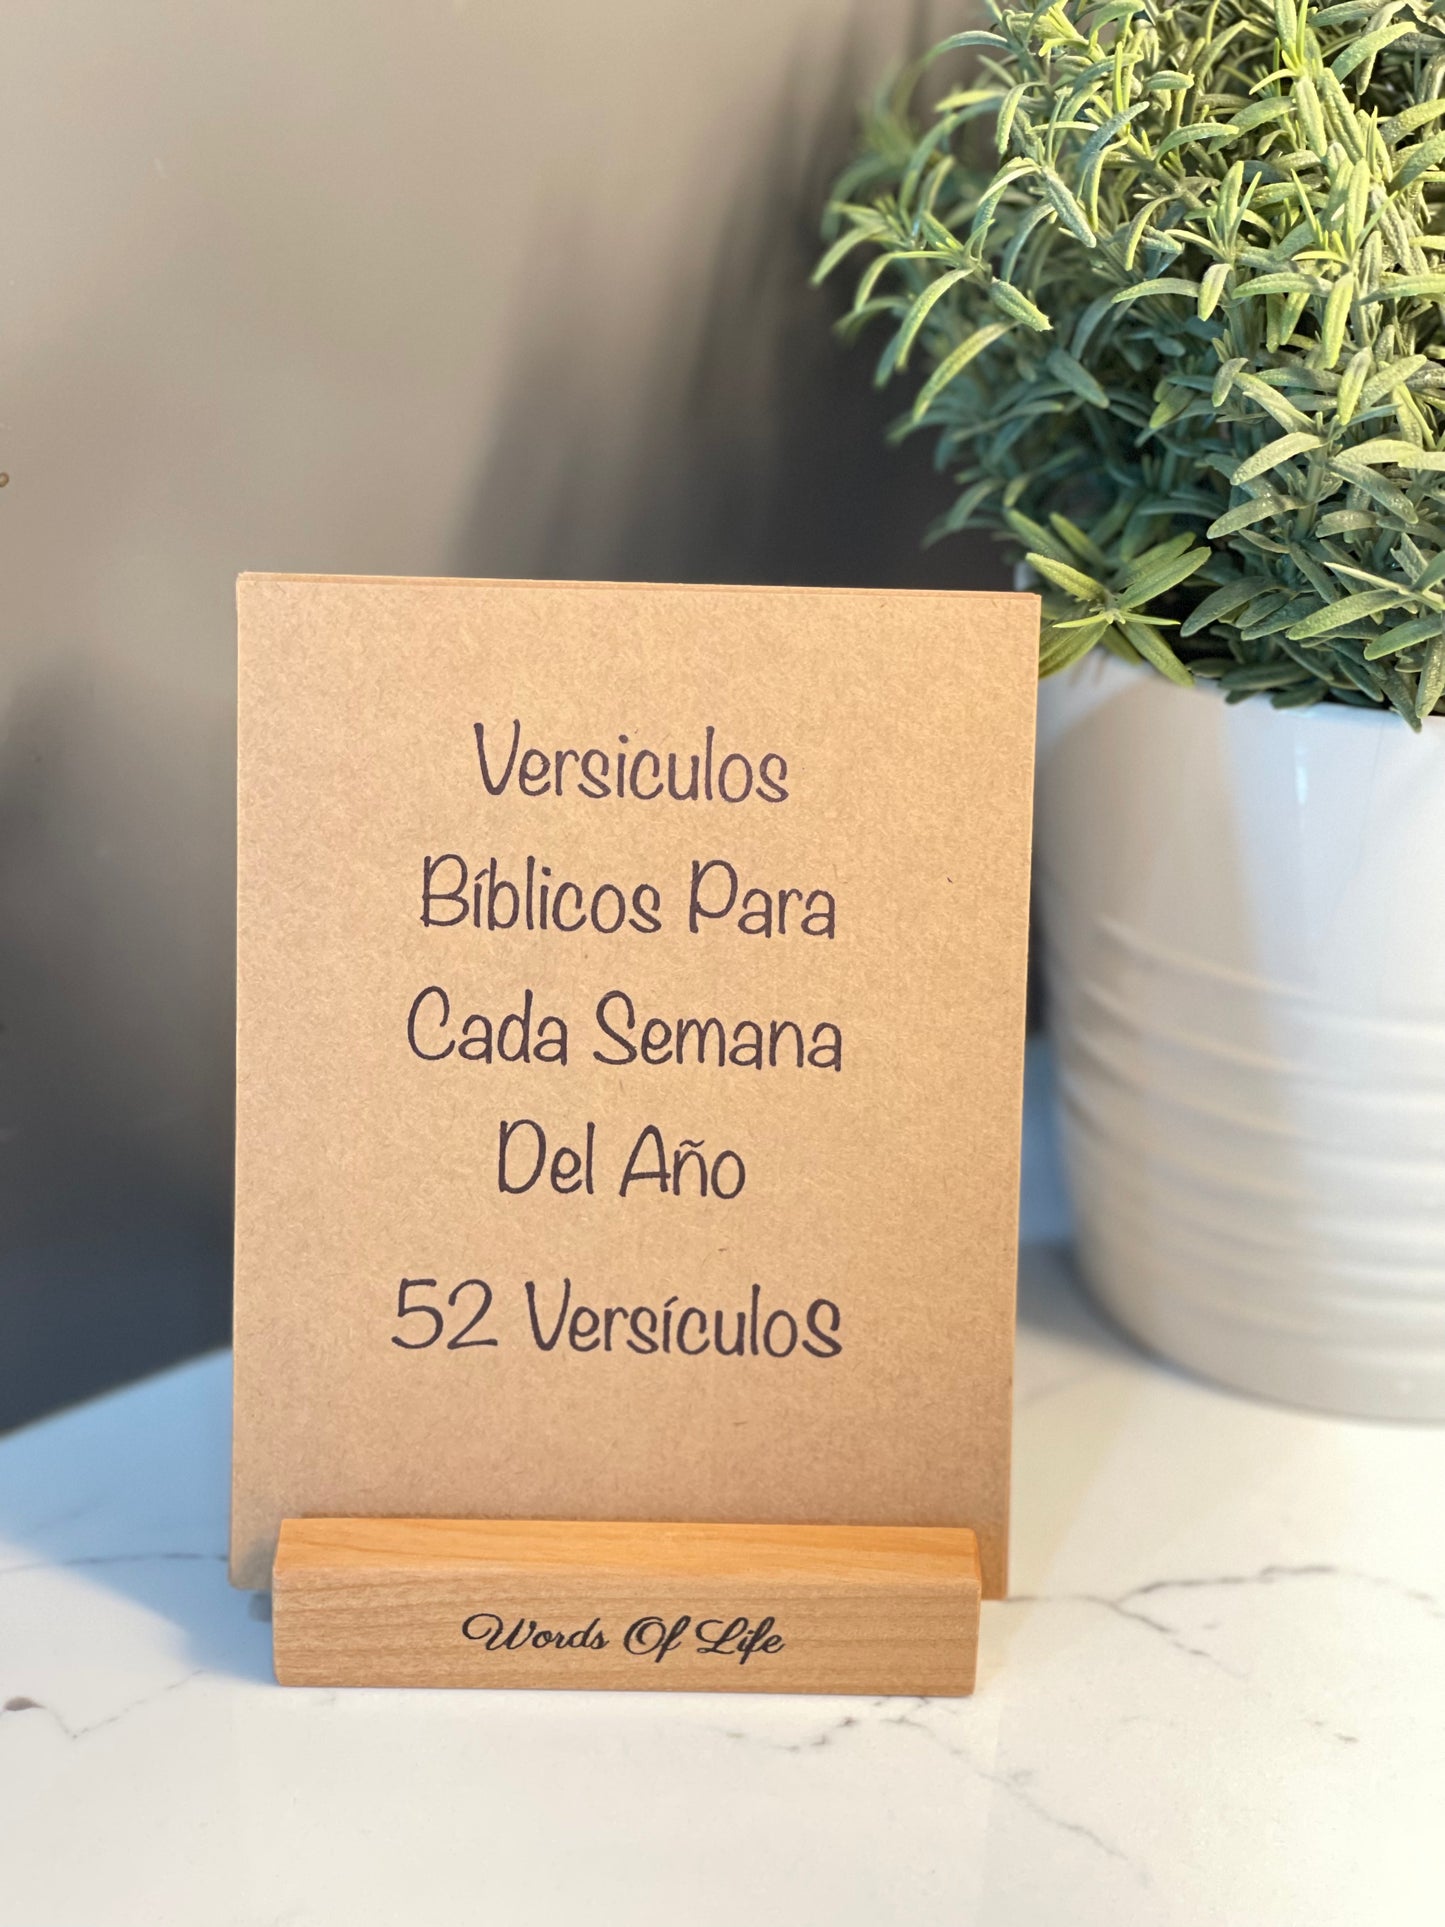 Versiculos
Bíblicos Para
Cada Semana
Del Año
52 Versículos
Words Of Life